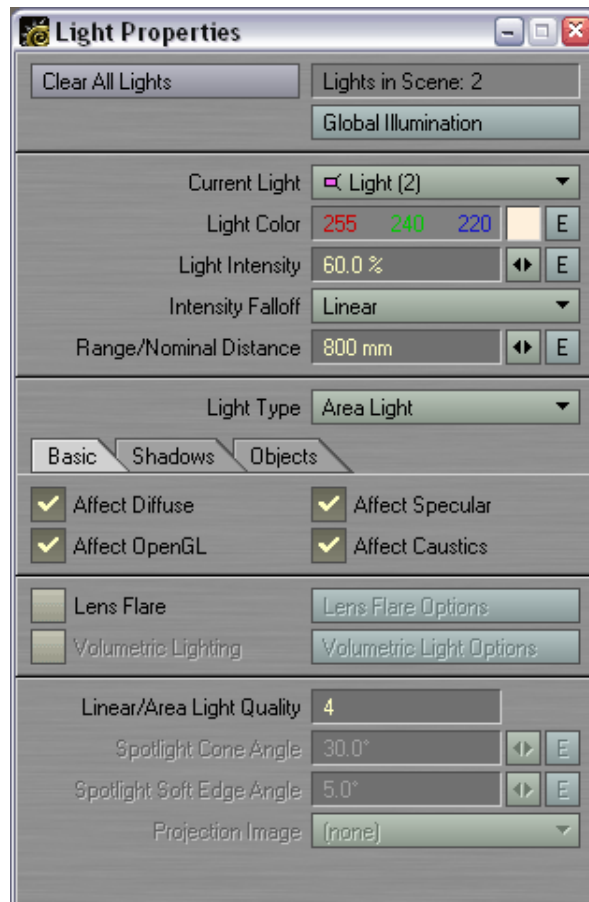 Light Properties
Clear All Lights
Lights in Scene: 2
Global Illumination
Current Light Light (2)
Light Color 255 240 220 E
Light Intensity 60.0 % E
Intensity Falloff Linear
Range/Nominal Distance 800 mm E
Light Type Area Light
Basic Shadows Objects
Affect Diffuse Affect Specular
Affect OpenGL Affect Caustics
Lens Flare Lens Flare Options
Volumetric Lighting Volumetric Light Options
Linear/Area Light Quality 4
Spotlight Cone Angle 30.0° E
Spotlight Soft Edge Angle 5.0° E
Projection Image (none)